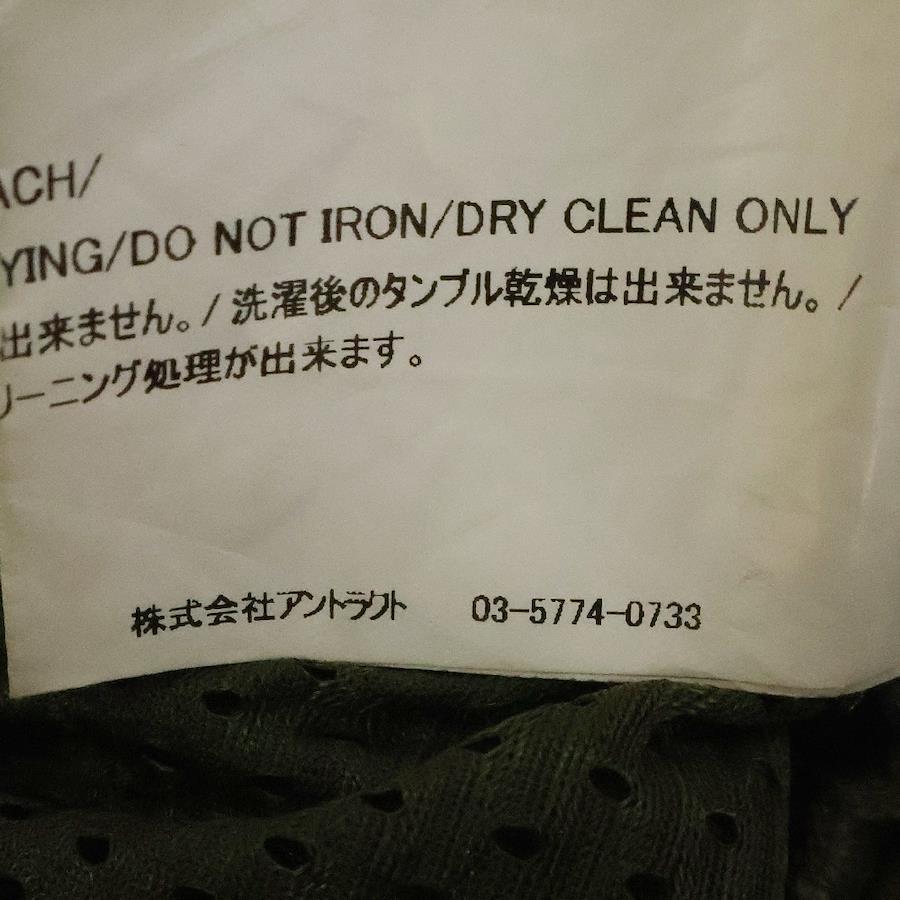 ACH/
YING/DO NOT IRON/DRY CLEAN ONLY
出来ません。/洗濯後のタンブル乾燥は出来ません。/
リーニング処理が出来ます。
株式会社アントラクト 03-5774-0733